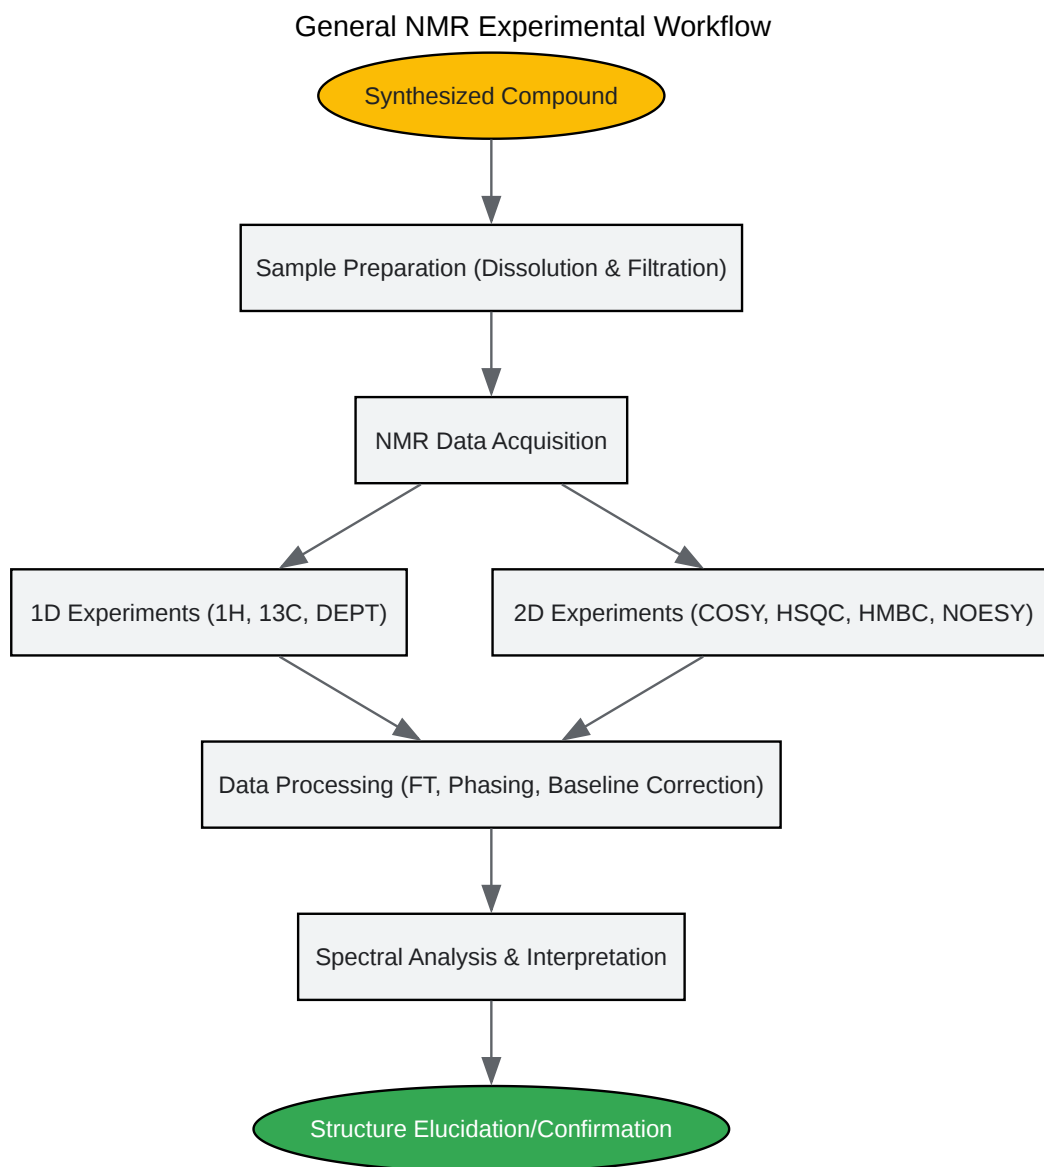 General NMR Experimental Workflow
Synthesized Compound
Sample Preparation (Dissolution & Filtration)
NMR Data Acquisition
1D Experiments (1H, 13C, DEPT)
2D Experiments (COSY, HSQC, HMBC, NOESY)
Data Processing (FT, Phasing, Baseline Correction)
Spectral Analysis & Interpretation
Structure Elucidation/Confirmation